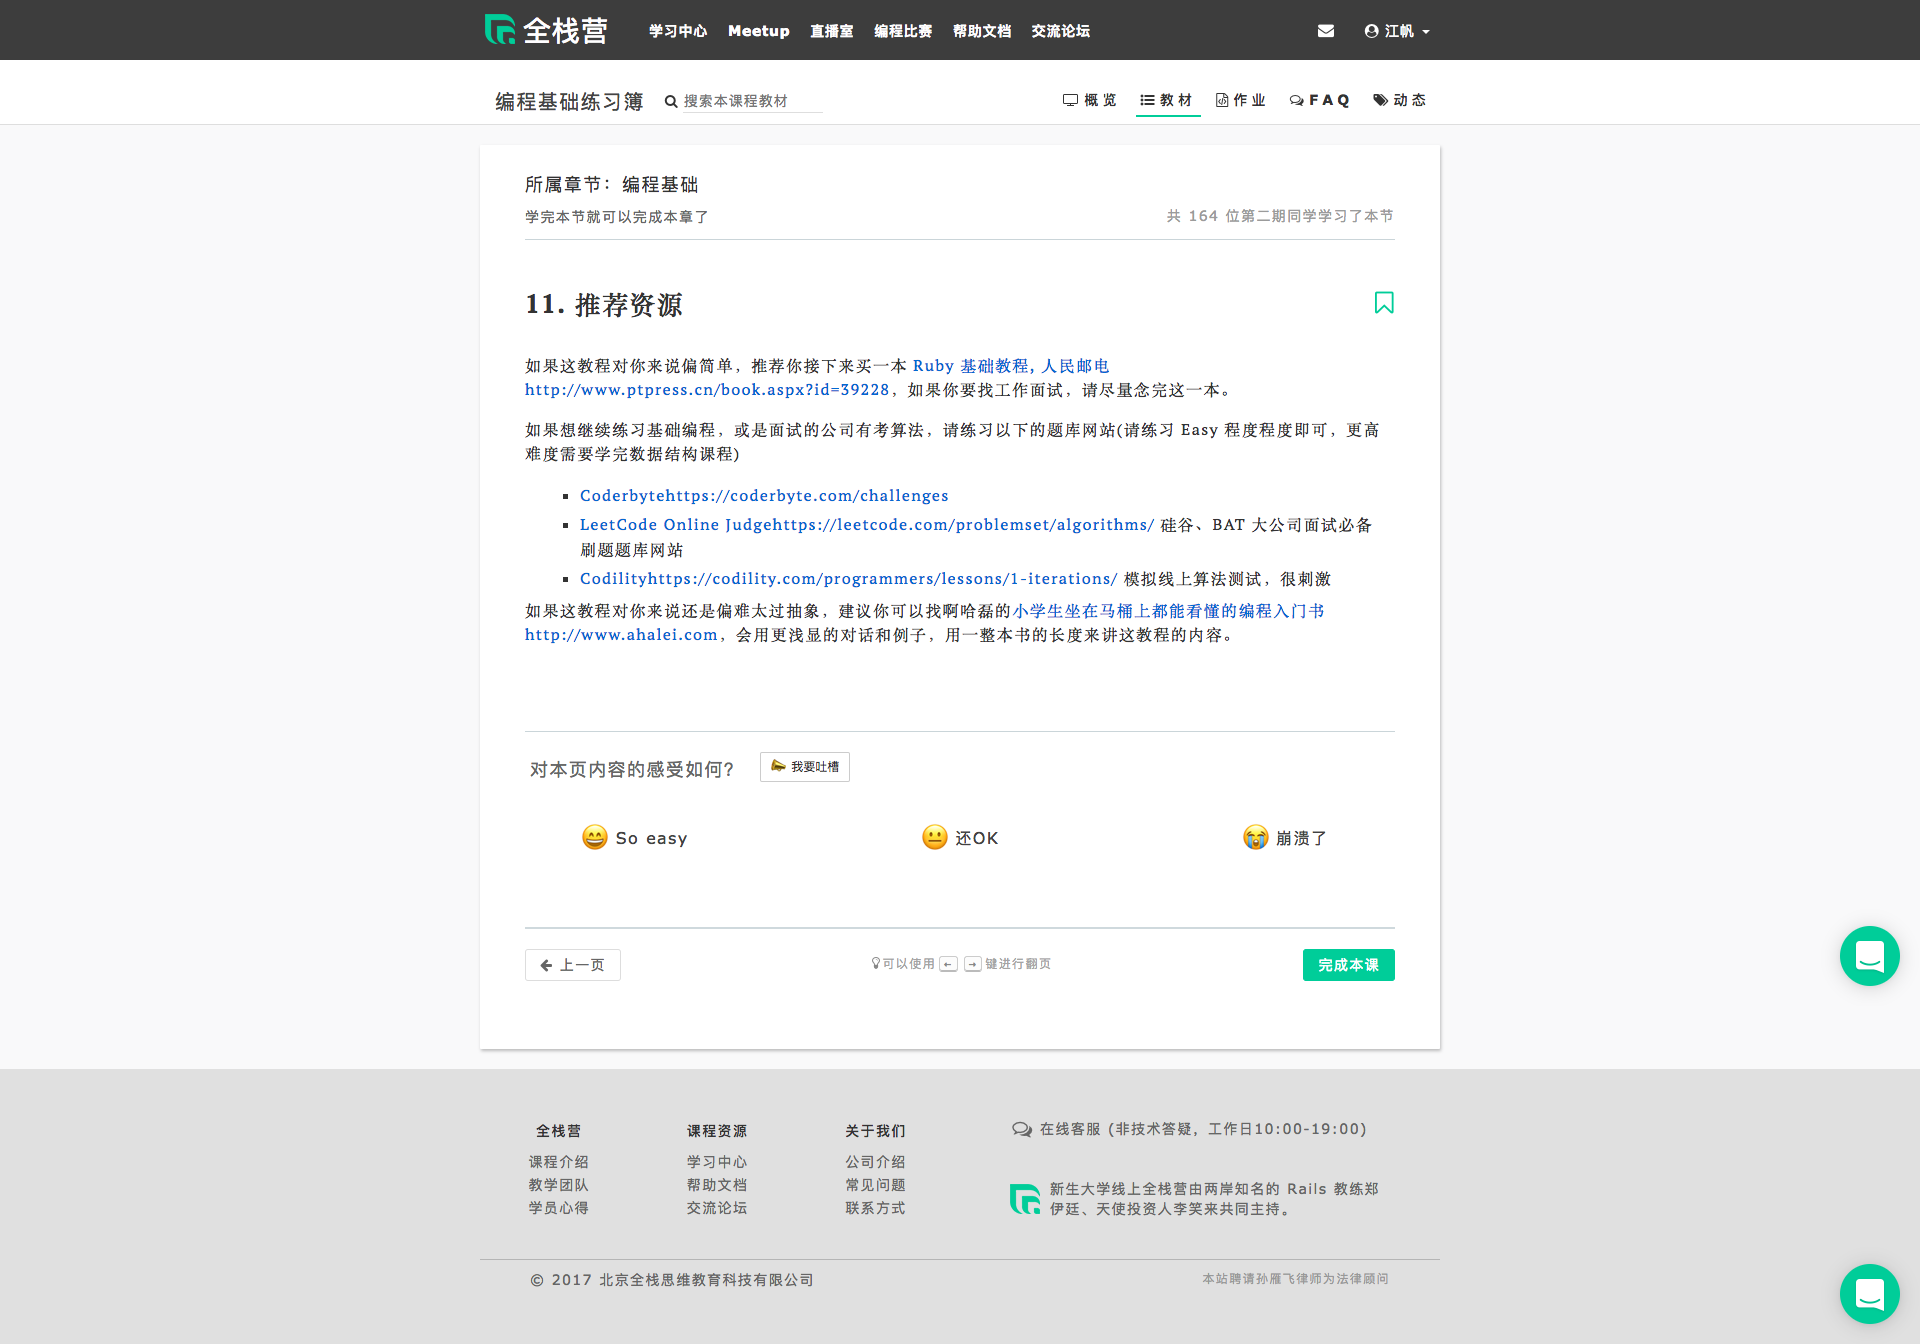 全栈营 学习中心 Meetup 直播室 编程比赛 帮助文档 交流论坛 江帆
编程基础练习簿 搜索本课程教材 概览 教材 作业 FAQ 动态
所属章节：编程基础
学完本节就可以完成本章了 共 164 位第二期同学学习了本节
11. 推荐资源
如果这教程对你来说偏简单，推荐你接下来买一本 Ruby 基础教程, 人民邮电
http://www.ptpress.cn/book.aspx?id=39228，如果你要找工作面试，请尽量念完这一本。
如果想继续练习基础编程，或是面试的公司有考算法，请练习以下的题库网站(请练习 Easy 程度程度即可，更高
难度需要学完数据结构课程)
Coderbytehttps://coderbyte.com/challenges
LeetCode Online Judgehttps://leetcode.com/problemset/algorithms/ 硅谷、BAT 大公司面试必备
刷题题库网站
Codilityhttps://codility.com/programmers/lessons/1-iterations/ 模拟线上算法测试，很刺激
如果这教程对你来说还是偏难太过抽象，建议你可以找啊哈磊的小学生坐在马桶上都能看懂的编程入门书
http://www.ahalei.com，会用更浅显的对话和例子，用一整本书的长度来讲这教程的内容。
对本页内容的感受如何? 我要吐槽
So easy 还OK 崩溃了
← 上一页 可以使用 ← → 键进行翻页 完成本课
全栈营 课程资源 关于我们 在线客服 (非技术答疑，工作日10:00-19:00)
课程介绍 学习中心 公司介绍
教学团队 帮助文档 常见问题 新生大学线上全栈营由两岸知名的 Rails 教练郑
学员心得 交流论坛 联系方式 伊廷、天使投资人李笑来共同主持。
© 2017 北京全栈思维教育科技有限公司 本站聘请孙雁飞律师为法律顾问